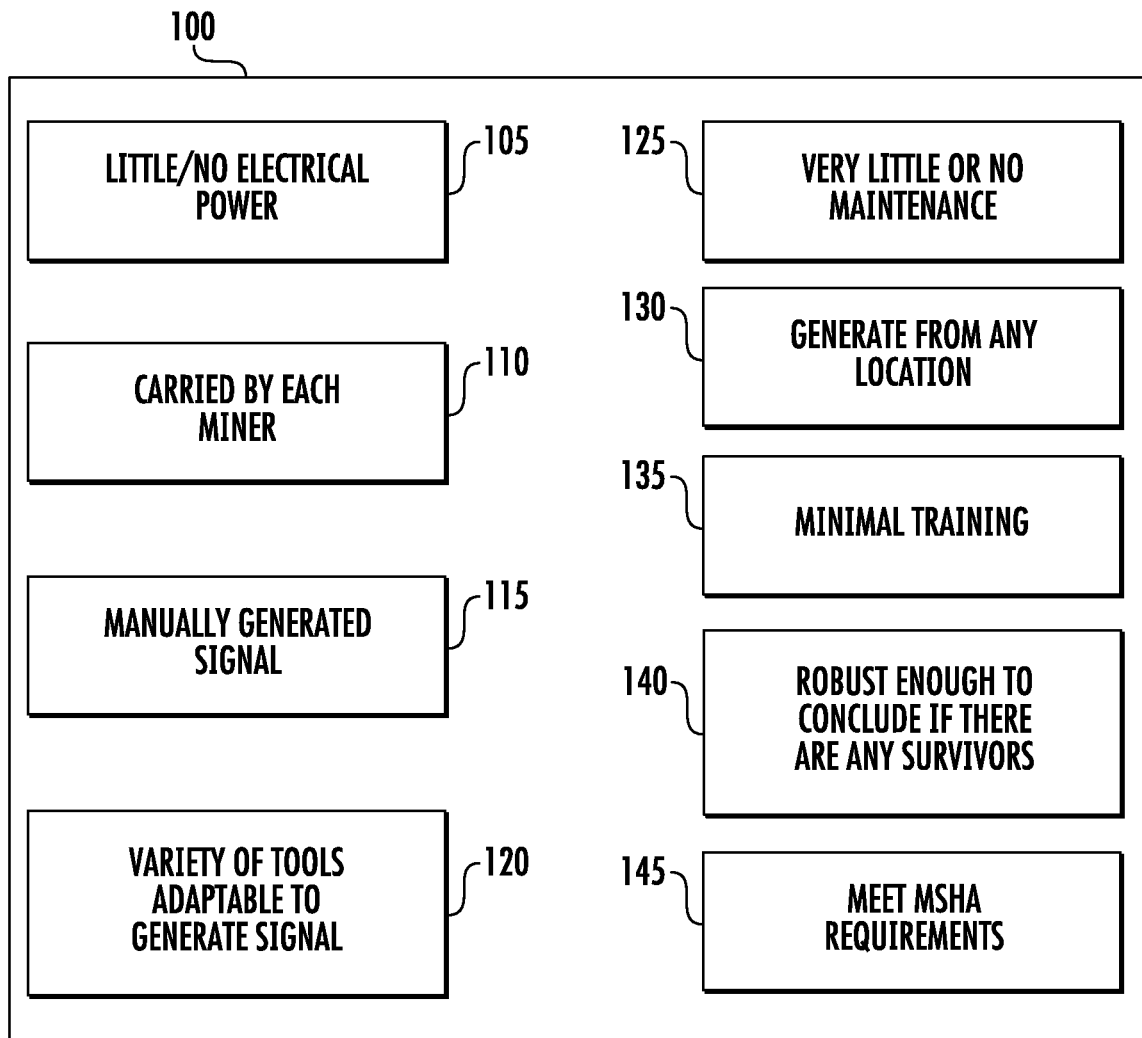 100
LITTLE/NO ELECTRICAL
POWER
105
CARRIED BY EACH
MINER
110
MANUALLY GENERATED
SIGNAL
115
VARIETY OF TOOLS
ADAPTABLE TO
GENERATE SIGNAL
120
125
VERY LITTLE OR NO
MAINTENANCE
130
GENERATE FROM ANY
LOCATION
135
MINIMAL TRAINING
140
ROBUST ENOUGH TO
CONCLUDE IF THERE
ARE ANY SURVIVORS
145
MEET MSHA
REQUIREMENTS